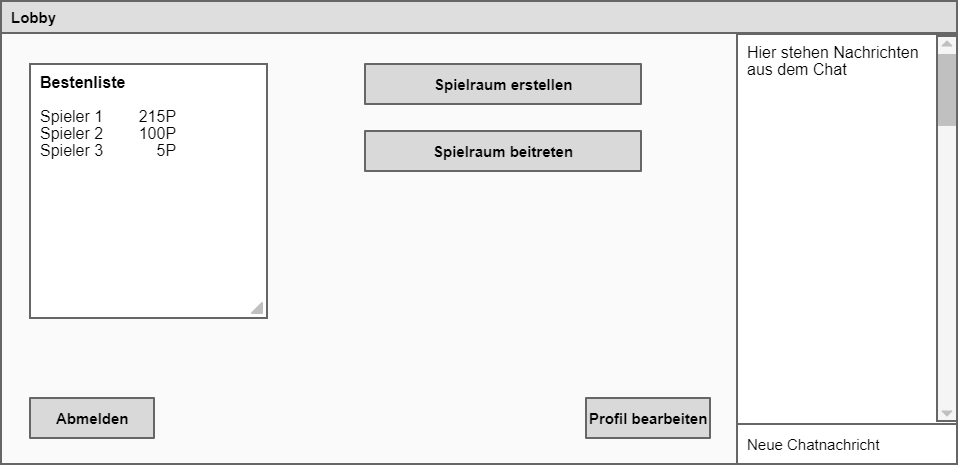 Lobby
Bestenliste
Spieler 1 215P
Spieler 2 100P
Spieler 3 5P
Spielraum erstellen
Spielraum beitreten
Abmelden
Profil bearbeiten
Hier stehen Nachrichten
aus dem Chat
Neue Chatnachricht